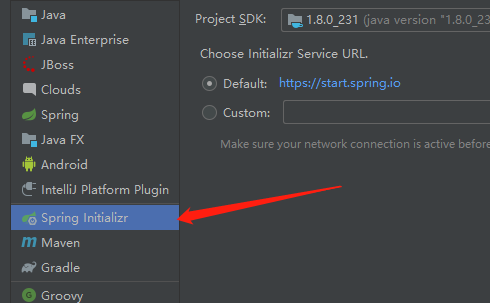 Java
Java Enterprise
JBoss
Clouds
Spring
Java FX
Android
IntelliJ Platform Plugin
Spring Initializr
Maven
Gradle
Groovy
Project SDK: 1.8.0_231 (java version "1.8.0_23
Choose Initializr Service URL.
Default: https://start.spring.io
Custom:
Make sure your network connection is active before